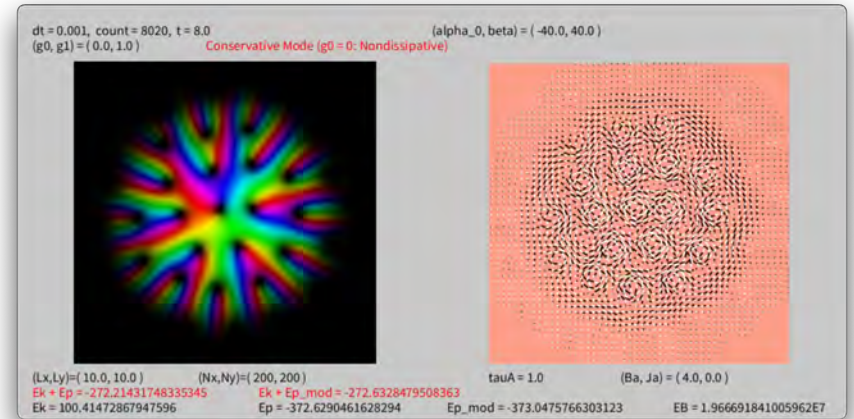 dt = 0.001, count = 8020, t = 8.0 (alpha_0, beta) = ( -40.0, 40.0 )
(g0, g1) = ( 0.0, 1.0 ) Conservative Mode (g0 = 0: Nondissipative)
(Lx,Ly)=( 10.0, 10.0 ) (Nx,Ny)=( 200, 200 ) tauA = 1.0 (Ba, Ja) = ( 4.0, 0.0 )
Ek + Ep = -272.21431748335345 Ek + Ep_mod = -272.6328479508363
Ek = 100.41472867947596 Ep = -372.6290461628294 Ep_mod = -373.0475766303123 EB = 1.966691841005962E7